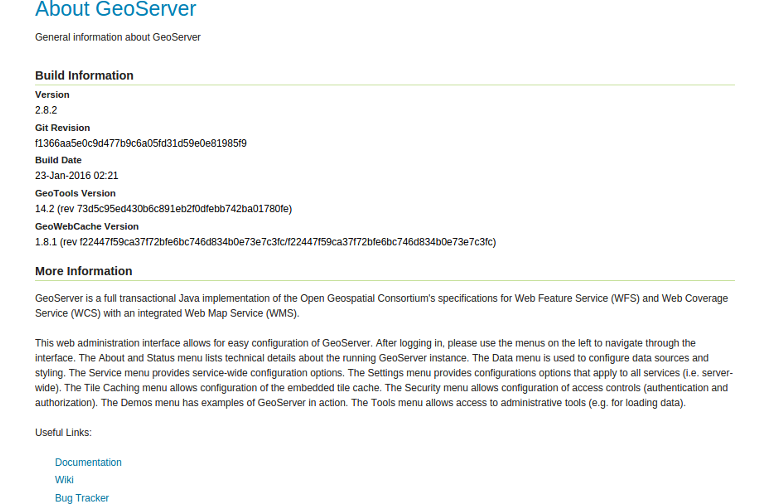 About GeoServer
General information about GeoServer
Build Information
Version
2.8.2
Git Revision
f1366aa5e0c9d477b9c6a05fd31d59e0e81985f9
Build Date
23-Jan-2016 02:21
GeoTools Version
14.2 (rev 73d5c95ed430b6c891eb2f0dfebb742ba01780fe)
GeoWebCache Version
1.8.1 (rev f22447f59ca37f72bfe6bc746d834b0e73e7c3fc/f22447f59ca37f72bfe6bc746d834b0e73e7c3fc)
More Information
GeoServer is a full transactional Java implementation of the Open Geospatial Consortium's specifications for Web Feature Service (WFS) and Web Coverage
Service (WCS) with an integrated Web Map Service (WMS).
This web administration interface allows for easy configuration of GeoServer. After logging in, please use the menus on the left to navigate through the
interface. The About and Status menu lists technical details about the running GeoServer instance. The Data menu is used to configure data sources and
styling. The Service menu provides service-wide configuration options. The Settings menu provides configurations options that apply to all services (i.e. server-
wide). The Tile Caching menu allows configuration of the embedded tile cache. The Security menu allows configuration of access controls (authentication and
authorization). The Demos menu has examples of GeoServer in action. The Tools menu allows access to administrative tools (e.g. for loading data).
Useful Links:
Documentation
Wiki
Bug Tracker